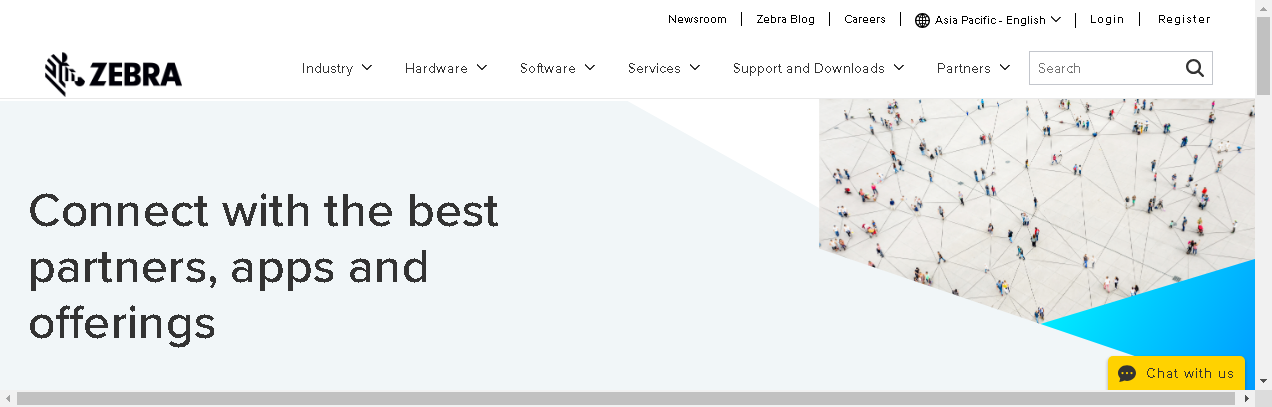 Newsroom
Zebra Blog
Careers
Asia Pacific - English
Login
Register
ZEBRA
Industry
Hardware
Software
Services
Support and Downloads
Partners
Search
Connect with the best
partners, apps and
offerings
Chat with us